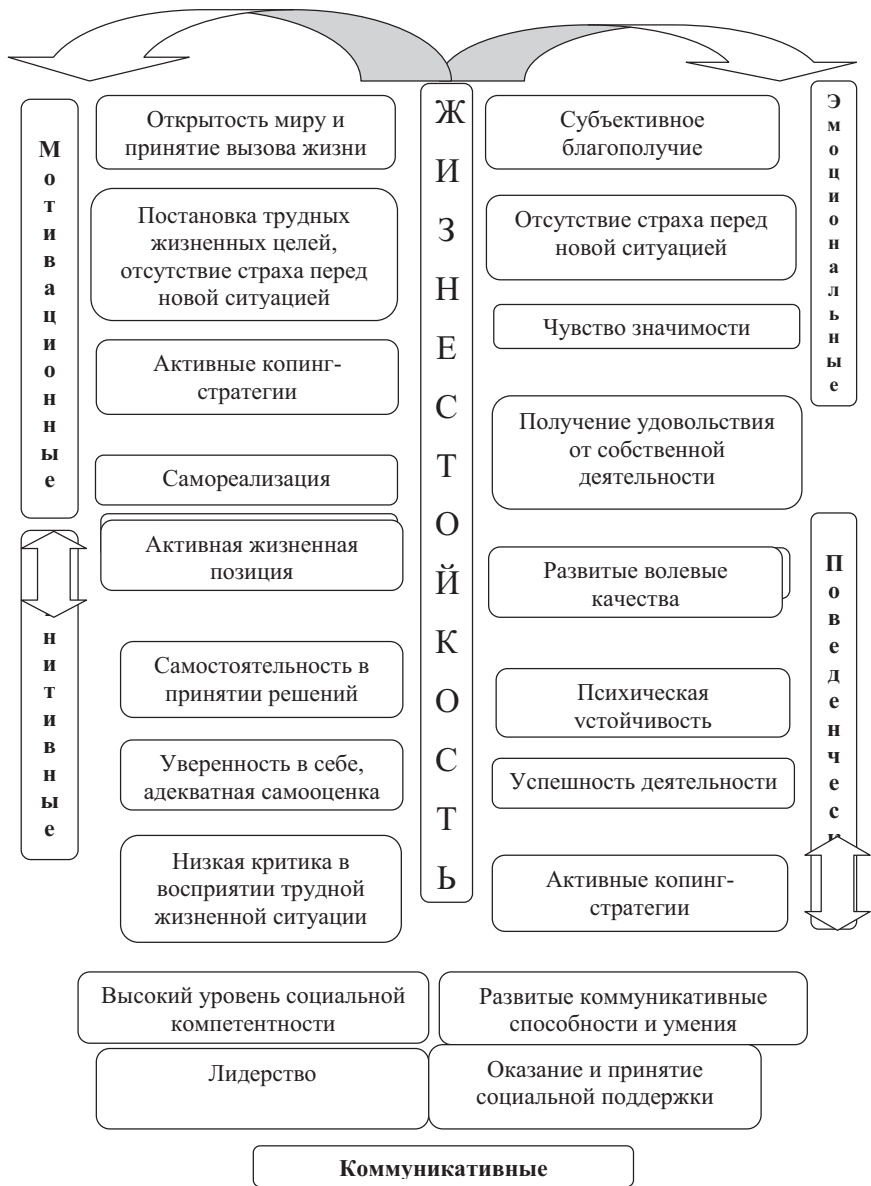 Мотивационные
Открытость миру и
принятие вызова жизни
Постановка трудных
жизненных целей,
отсутствие страха перед
новой ситуацией
Активные копинг-
стратегии
Самореализация
нитивные
Активная жизненная
позиция
Самостоятельность в
принятии решений
Уверенность в себе,
адекватная самооценка
Низкая критика в
восприятии трудной
жизненной ситуации
ЖИЗНЕСТОЙКОСТЬ
Эмоциональные
Субъективное
благополучие
Отсутствие страха перед
новой ситуацией
Чувство значимости
Получение удовольствия
от собственной
деятельности
Поведенческ
Развитые волевые
качества
Психическая
устойчивость
Успешность деятельности
Активные копинг-
стратегии
Высокий уровень социальной
компетентности
Развитые коммуникативные
способности и умения
Лидерство
Оказание и принятие
социальной поддержки
Коммуникативные